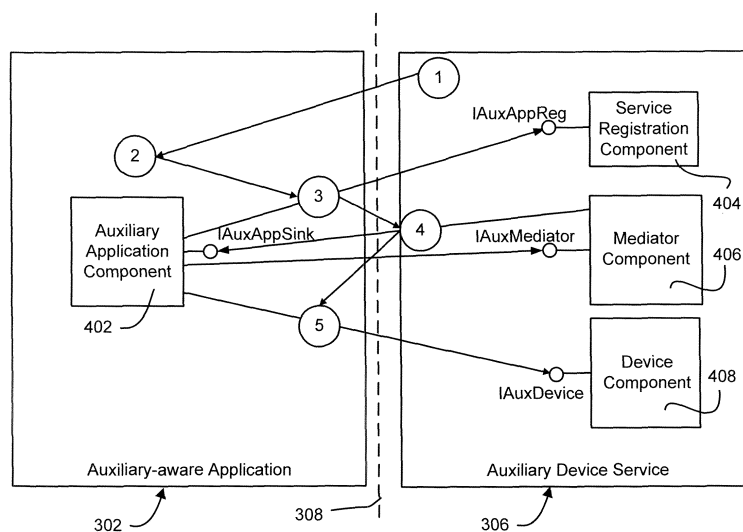 1
IAuxAppReg
Service
Registration
Component
2
3
404
Auxiliary
Application
Component
IAuxAppSink
4
IAuxMediator
Mediator
Component
406
402
5
Device
Component
408
IAuxDevice
Auxiliary-aware Application
Auxiliary Device Service
302
308
306